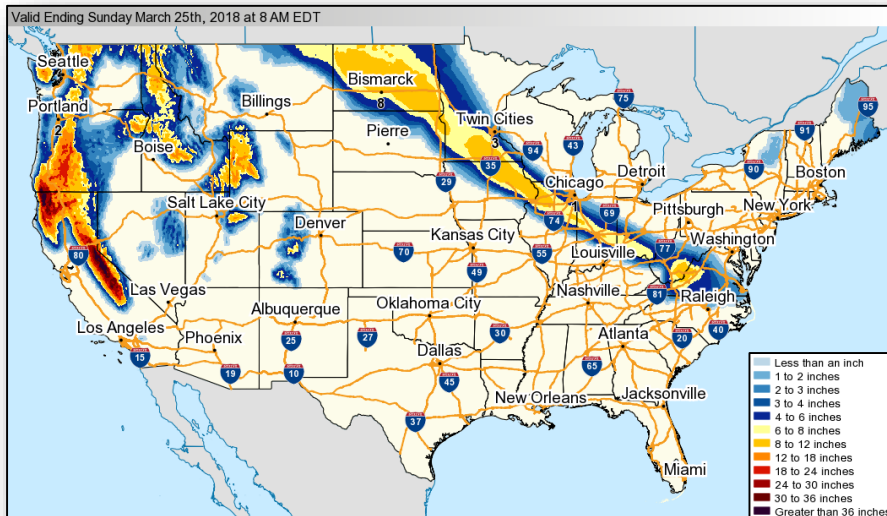 Valid Ending Sunday March 25th, 2018 at 8 AM EDT
Seattle
Portland
2
Boise
Billings
Bismarck
8
Pierre
Twin Cities
3
75
95
91
94
43
90
Boston
29
35
Chicago
1
Detroit
Salt Lake City
Denver
74
69
Pittsburgh
New York
80
Kansas City
70
55
77
Washington
Louisville
Las Vegas
49
Nashville
81
Raleigh
Los Angeles
Albuquerque
Oklahoma City
Phoenix
25
27
30
Atlanta
20
40
15
19
10
Dallas
45
65
37
New Orleans
Jacksonville
Miami
Less than an inch
1 to 2 inches
2 to 3 inches
3 to 4 inches
4 to 6 inches
6 to 8 inches
8 to 12 inches
12 to 18 inches
18 to 24 inches
24 to 30 inches
30 to 36 inches
Greater than 36 inches